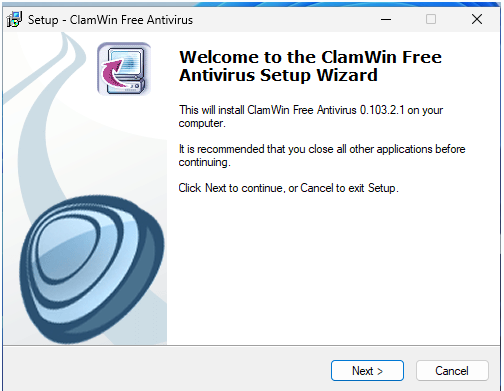 Setup - ClamWin Free Antivirus
Welcome to the ClamWin Free
Antivirus Setup Wizard
This will install ClamWin Free Antivirus 0.103.2.1 on your
computer.
It is recommended that you close all other applications before
continuing.
Click Next to continue, or Cancel to exit Setup.
Next >
Cancel